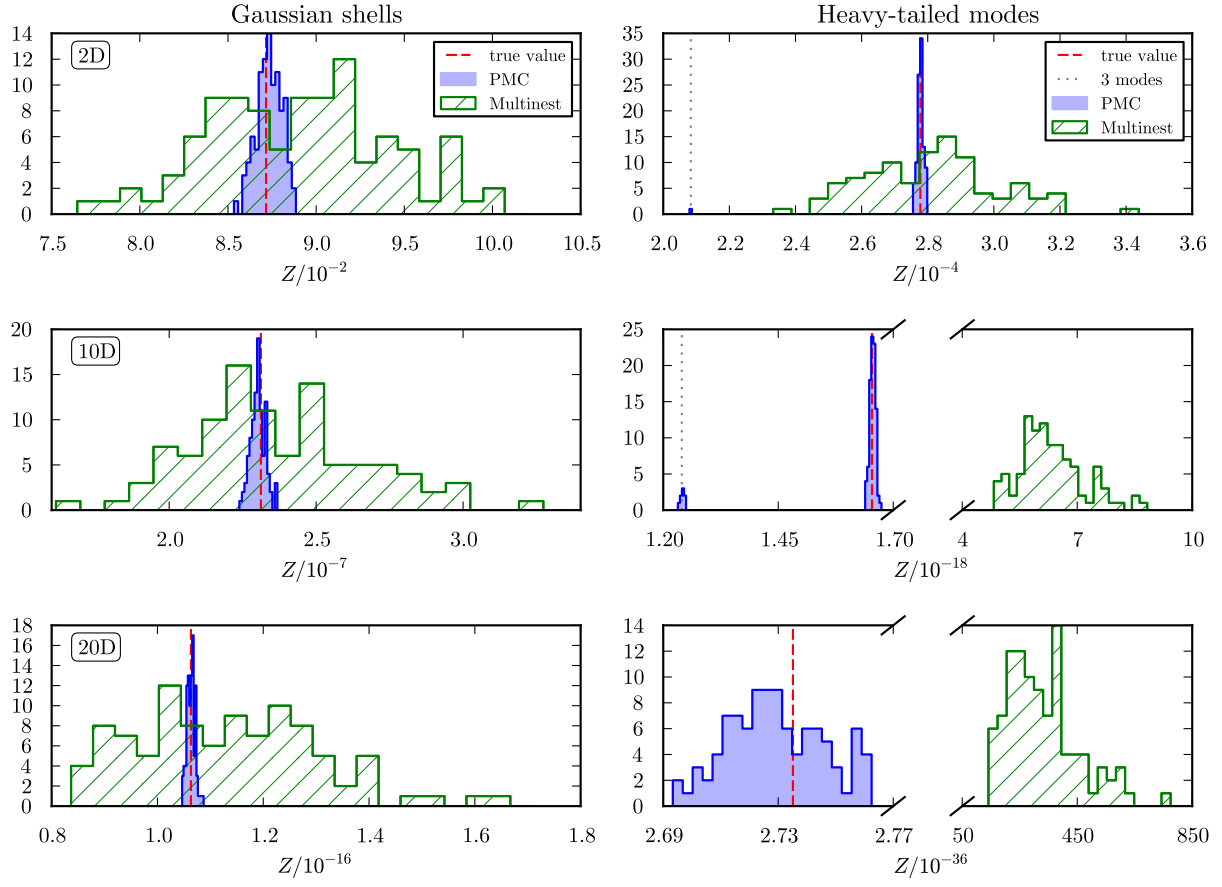 Gaussian shells
Heavy-tailed modes
14
12
10
8
6
4
2
0
2D
true value
PMC
Multinest
7.5 8.0 8.5 9.0 9.5 10.0 10.5
Z/10⁻²
35
30
25
20
15
10
5
0
true value
3 modes
PMC
Multinest
2.0 2.2 2.4 2.6 2.8 3.0 3.2 3.4 3.6
Z/10⁻⁴
20
15
10
5
0
10D
2.0 2.5 3.0
Z/10⁻⁷
25
20
15
10
5
0
1.20 1.45 1.70 4 7 10
Z/10⁻¹⁸
18
16
14
12
10
8
6
4
2
0
20D
0.8 1.0 1.2 1.4 1.6 1.8
Z/10⁻¹⁶
14
12
10
8
6
4
2
0
2.69 2.73 2.77 50 450 850
Z/10⁻³⁶